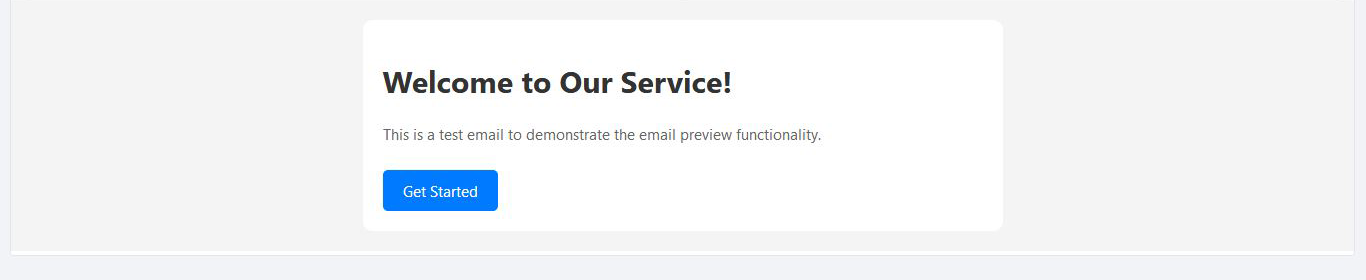 Welcome to Our Service!
This is a test email to demonstrate the email preview functionality.
Get Started